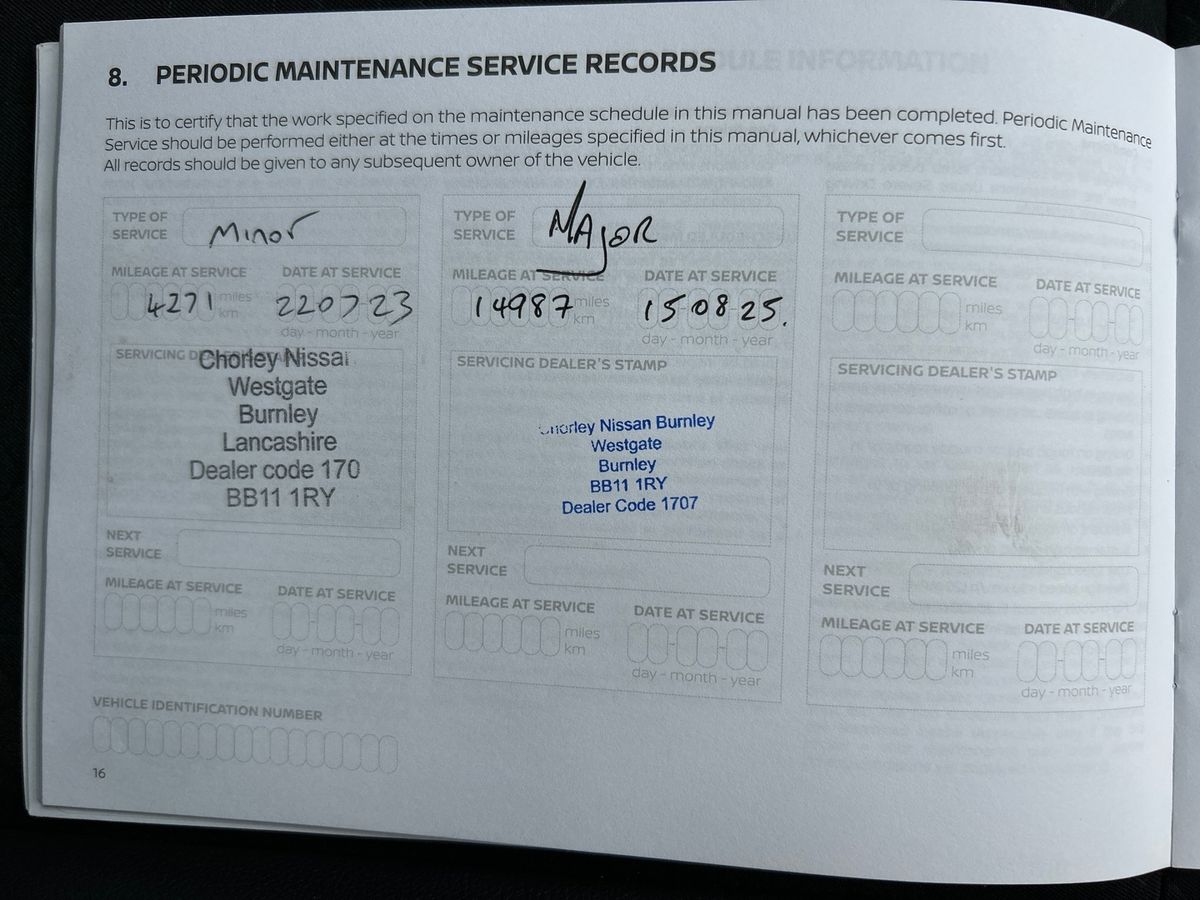 8. PERIODIC MAINTENANCE SERVICE RECORDS
This is to certify that the work specified on the maintenance schedule in this manual has been completed. Periodic Maintenance
Service should be performed either at the times or mileages specified in this manual, whichever comes first.
All records should be given to any subsequent owner of the vehicle.
TYPE OF
SERVICE
Minor
MILEAGE AT SERVICE
DATE AT SERVICE
4271
miles
km
220723
day - month - year
SERVICING
Chorley Nissa
Westgate
Burnley
Lancashire
Dealer code 170
BB11 1RY
NEXT
SERVICE
MILEAGE AT SERVICE
DATE AT SERVICE
miles
km
day - month - year
TYPE OF
SERVICE
MAJOR
MILEAGE AT SERVICE
DATE AT SERVICE
14987
miles
km
15 08 25.
day - month - year
SERVICING DEALER'S STAMP
Chorley Nissan Burnley
Westgate
Burnley
BB11 1RY
Dealer Code 1707
NEXT
SERVICE
MILEAGE AT SERVICE
DATE AT SERVICE
miles
km
day - month - year
TYPE OF
SERVICE
MILEAGE AT SERVICE
DATE AT SERVICE
miles
km
day - month - year
SERVICING DEALER'S STAMP
NEXT
SERVICE
MILEAGE AT SERVICE
DATE AT SERVICE
miles
km
day - month - year
VEHICLE IDENTIFICATION NUMBER
16